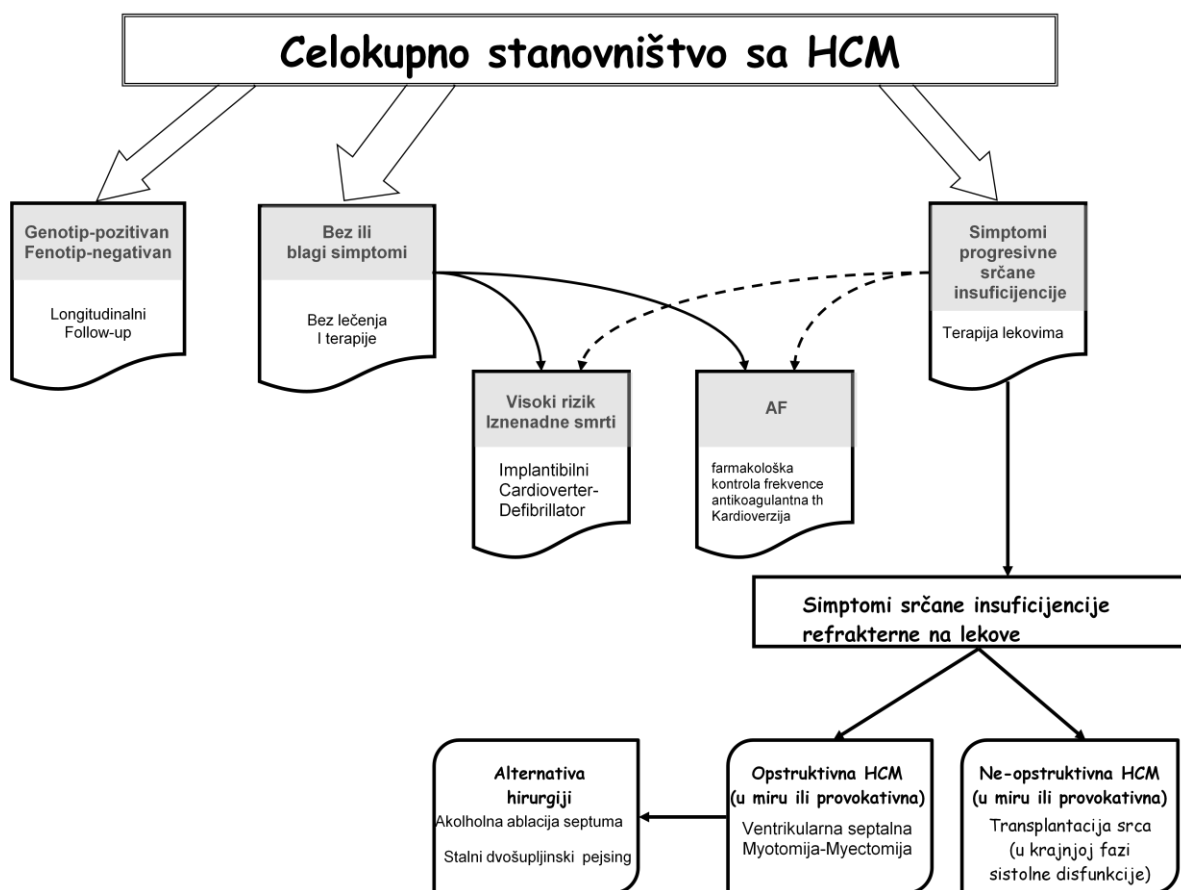 Celokupno stanovništvo sa HCM
Genotip-pozitivan
Fenotip-negativan
Longitudinalni
Follow-up
Bez ili
blagi simptomi
Bez lečenja
I terapije
Simptomi
progresivne
srčane
insuficijencije
Terapija lekovima
Visoki rizik
Iznenadne smrti
Implantibilni
Cardioverter-
Defibrillator
AF
farmakološka
kontrola frekvence
antikoagulantna th
Kardioverzija
Simptomi srčane insuficijencije
refrakterne na lekove
Alternativa
hirurgiji
Akolholna ablacija septuma
Stalni dvošupljinski pejsing
Opstruktivna HCM
(u miru ili provokativna)
Ventrikularna septalna
Myotomija-Myectomija
Ne-opstruktivna HCM
(u miru ili provokativna)
Transplantacija srca
(u krajnjoj fazi
sistolne disfunkcije)